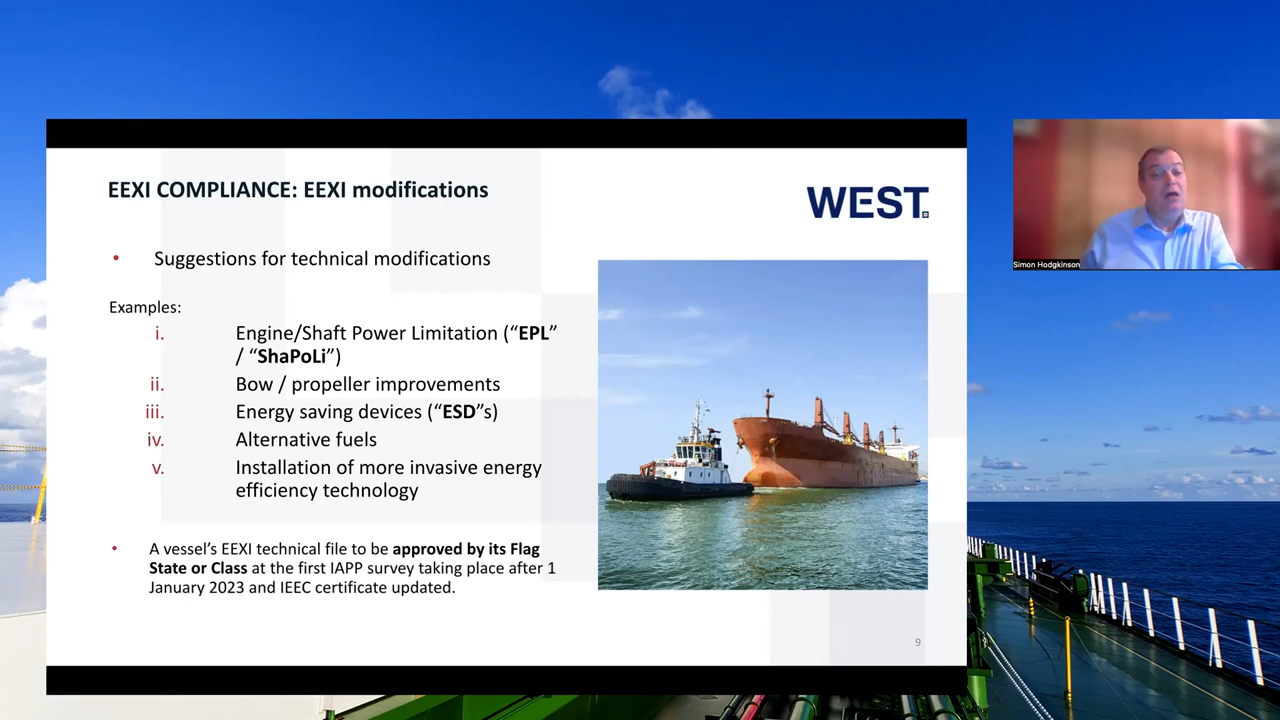 EEXI COMPLIANCE: EEXI modifications
WEST.
• Suggestions for technical modifications
Examples:
i. Engine/Shaft Power Limitation (“EPL”
/ “ShaPoLi”)
ii. Bow / propeller improvements
iii. Energy saving devices (“ESD”s)
iv. Alternative fuels
v. Installation of more invasive energy
efficiency technology
• A vessel’s EEXI technical file to be approved by its Flag
State or Class at the first IAPP survey taking place after 1
January 2023 and IEEC certificate updated.
9
Simon Hodgkinson